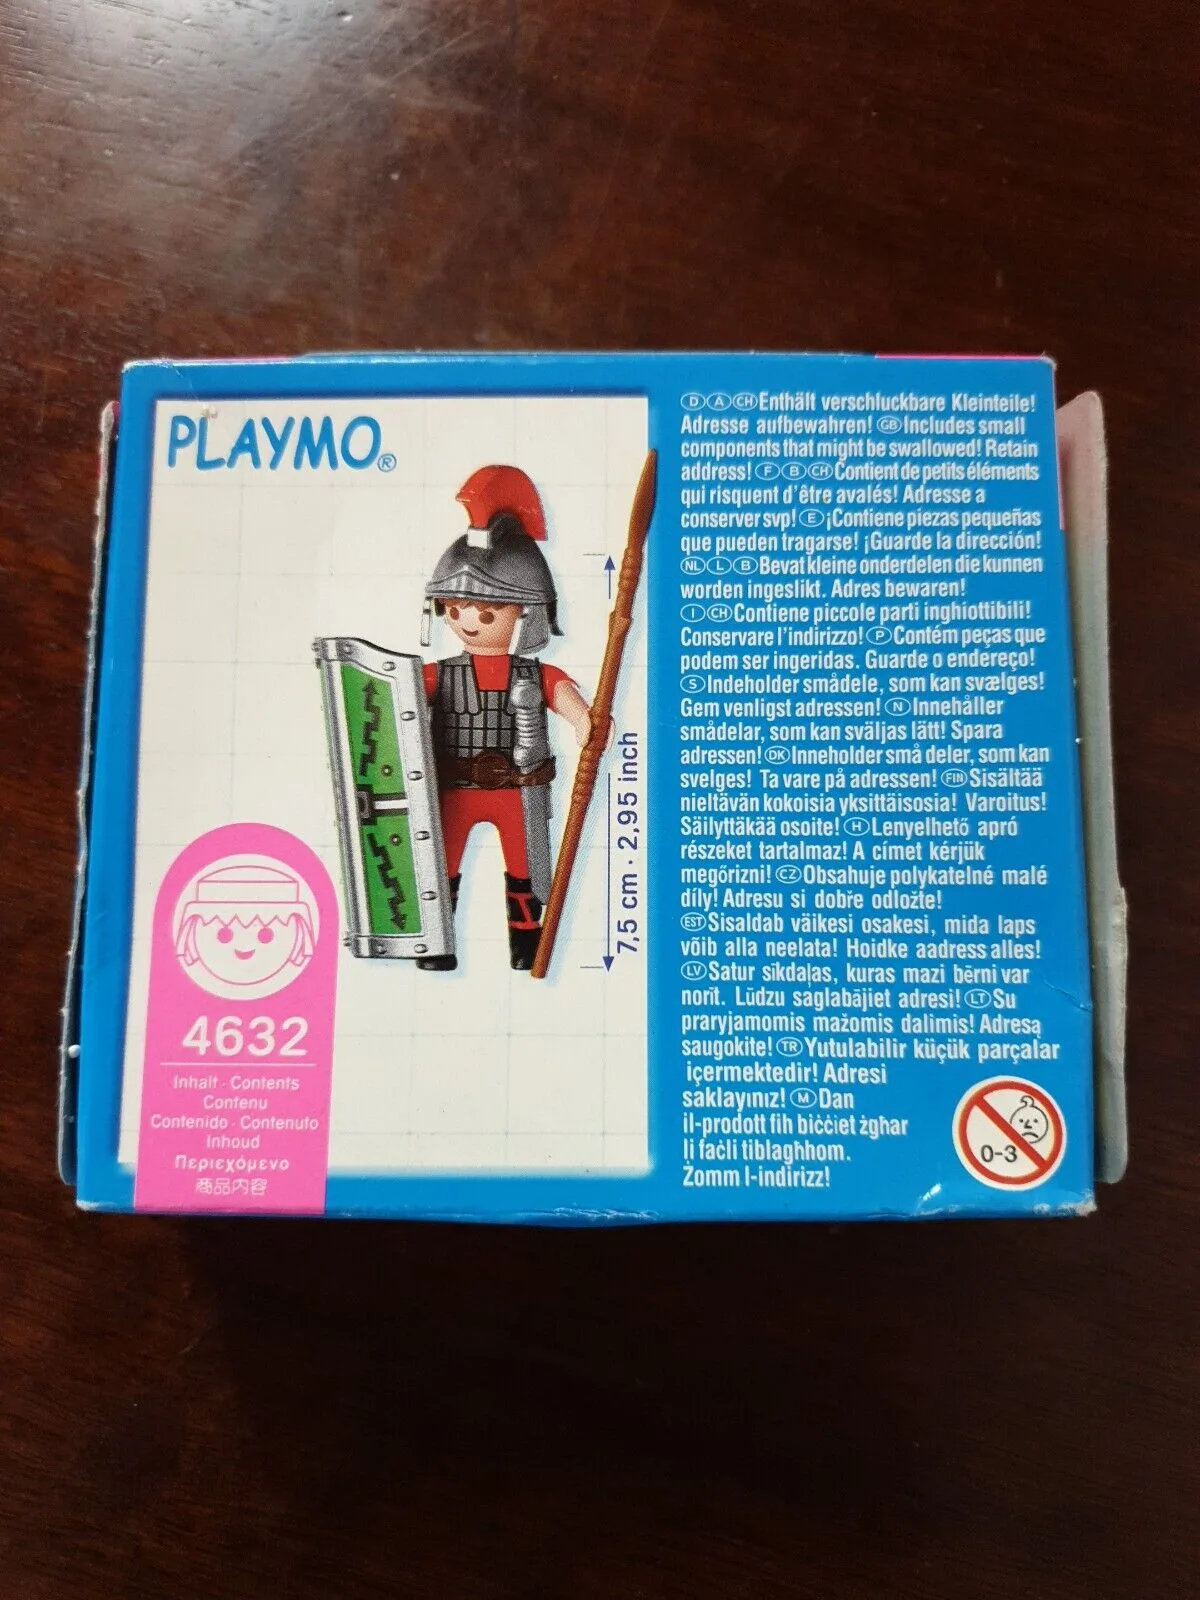 PLAYMO®
7,5 cm · 2,95 inch
4632
Inhalt · Contents
Contenu
Contenido · Contenuto
Inhoud
Περιεχόμενο
商品内容
D A CH Enthält verschluckbare Kleinteile!
Adresse aufbewahren! GB Includes small
components that might be swallowed! Retain
address! F B CH Contient de petits éléments
qui risquent d'être avalés! Adresse a
conserver svp! E ¡Contiene piezas pequeñas
que pueden tragarse! ¡Guarde la dirección!
NL L B Bevat kleine onderdelen die kunnen
worden ingeslikt. Adres bewaren!
I CH Contiene piccole parti inghiottibili!
Conservare l'indirizzo! P Contém peças que
podem ser ingeridas. Guarde o endereço!
S Indeholder smådele, som kan svælges!
Gem venligst adressen! N Innehåller
smådelar, som kan sväljas lätt! Spara
adressen! DK Inneholder små deler, som kan
svelges! Ta vare på adressen! FIN Sisältää
nieltävän kokoisia yksittäisosia! Varoitus!
Säilyttäkää osoite! H Lenyelhető apró
részeket tartalmaz! A címet kérjük
megőrizni! CZ Obsahuje polykatelné malé
díly! Adresu si dobře odložte!
EST Sisaldab väikesi osakesi, mida laps
võib alla neelata! Hoidke aadress alles!
LV Satur sīkdaļas, kuras mazi bērni var
norīt. Lūdzu saglabājiet adresi! LT Su
praryjamomis mažomis dalimis! Adresą
saugokite! TR Yutulabilir küçük parçalar
içermektedir! Adresi
saklayınız! M Dan
il-prodott fih biċċiet żgħar
li faċli tiblagħhom.
Żomm l-indirizz!
0-3